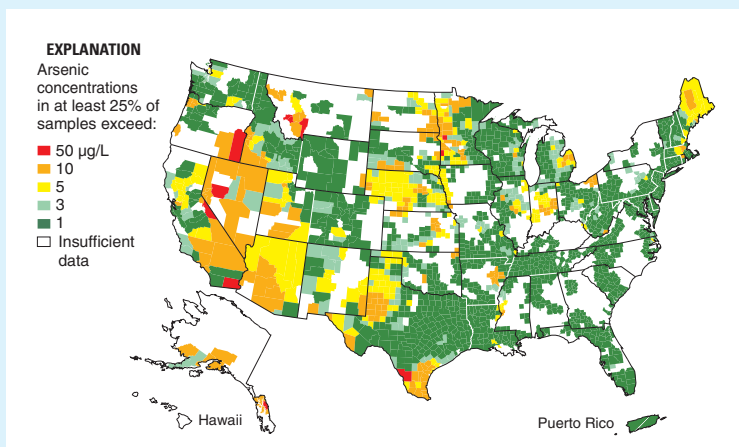 EXPLANATION
Arsenic
concentrations
in at least 25% of
samples exceed:
50 µg/L
10
5
3
1
Insufficient
data
Hawaii
Puerto Rico